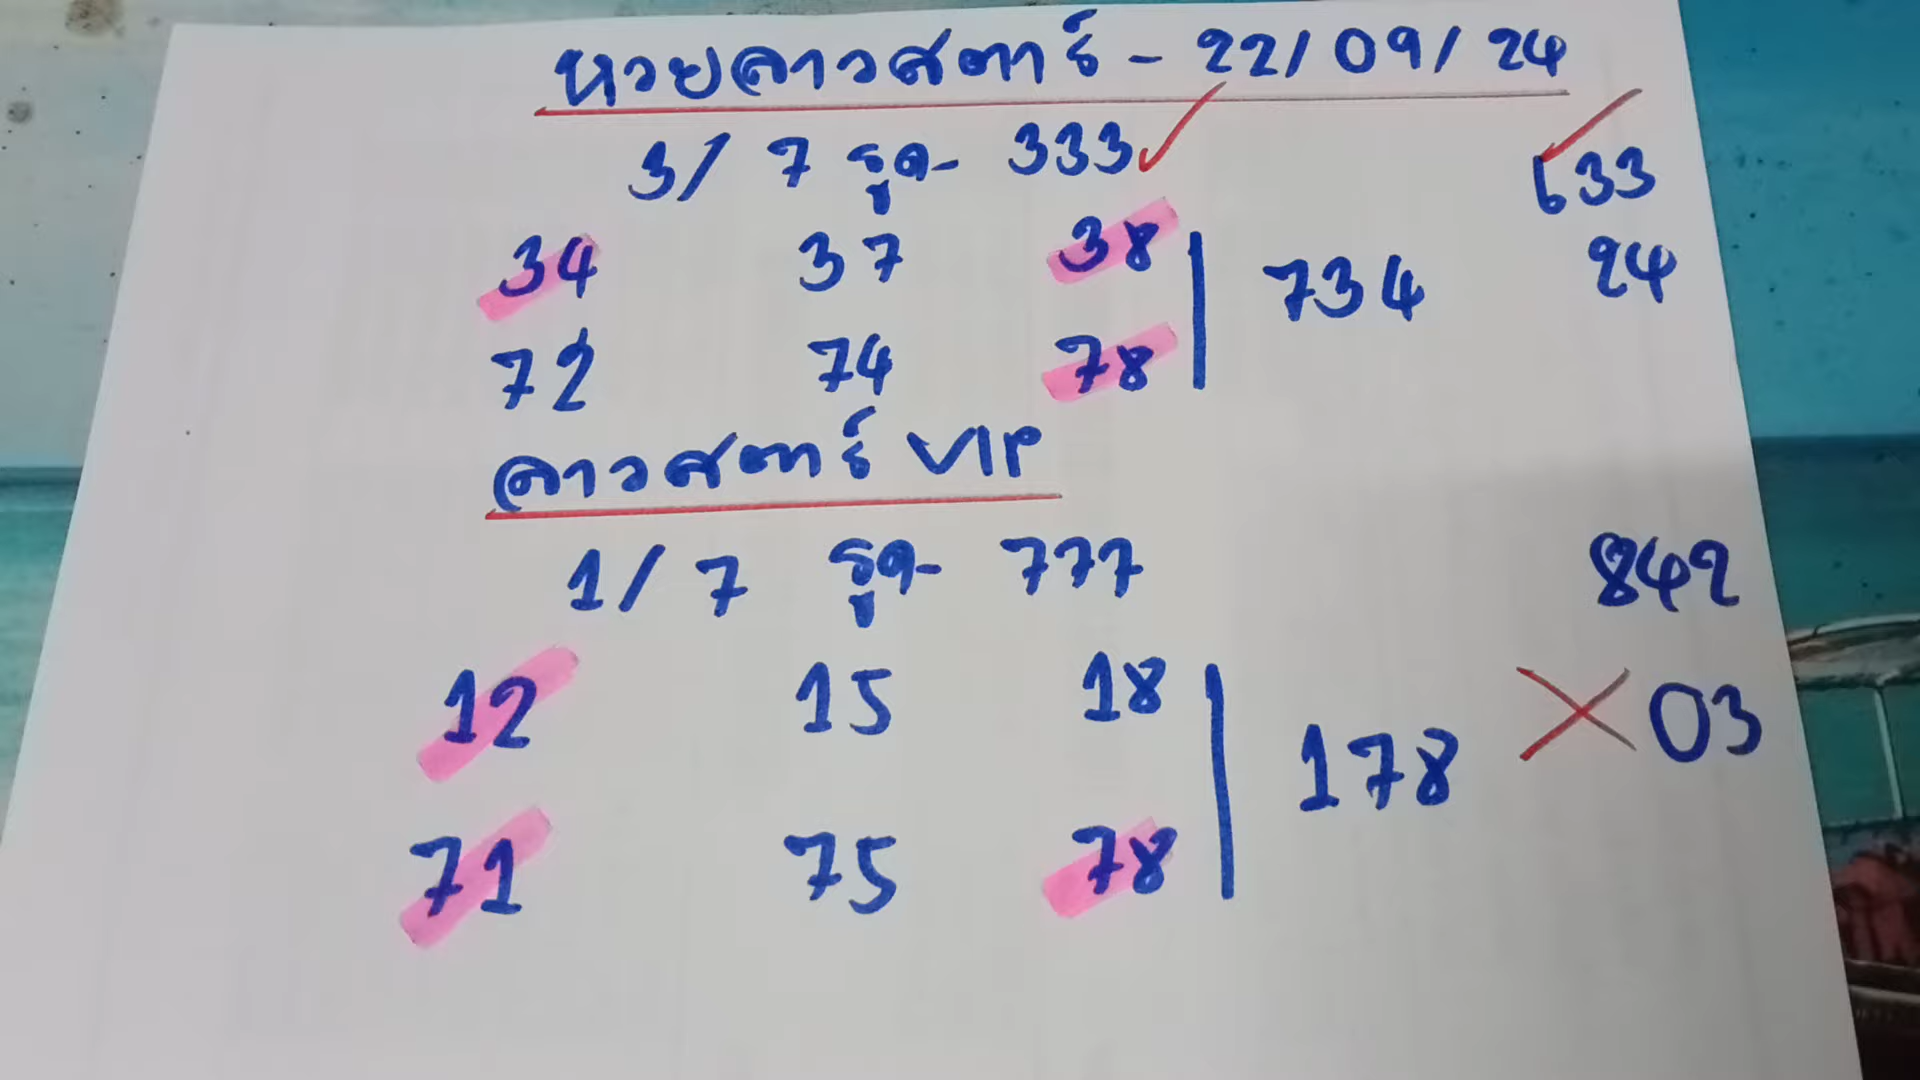 หวยลาวสตาร์ - 22/09/24
3/7 รูด- 333 633
34 37 38 734 24
72 74 78
ลาวสตาร์ VIP
1/7 รูด- 777 842
12 15 18 178 03
71 75 78